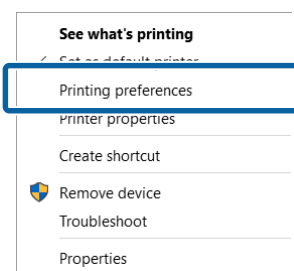 See what's printing
Set as default printer
Printing preferences
Printer properties
Create shortcut
Remove device
Troubleshoot
Properties